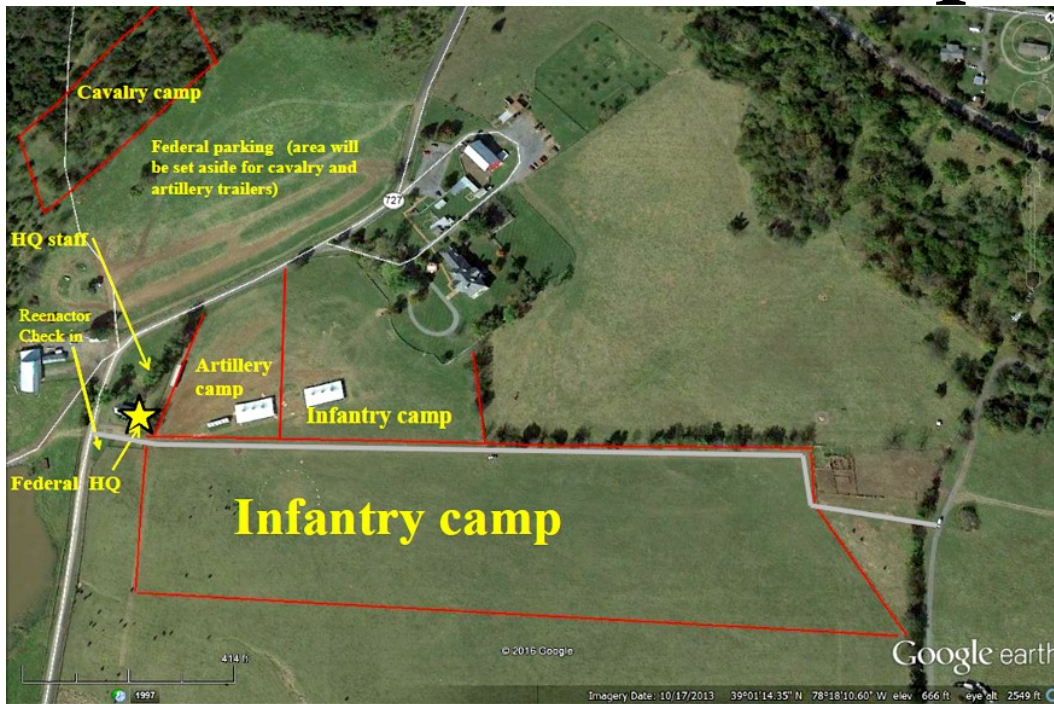 Cavalry camp
Federal parking (area will
be set aside for cavalry and
artillery trailers)
727
HQ staff
Reenactor
Check in
Artillery
camp
Infantry camp
Federal HQ
Infantry camp
414 ft
© 2016 Google
Google earth
1997
Imagery Date: 10/17/2013 39°01'14.35" N 78°18'10.60" W elev 666 ft eye alt 2549 ft